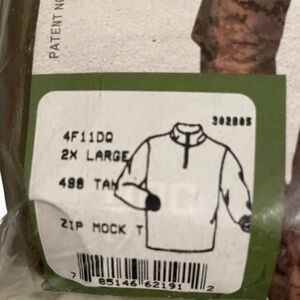 PATENT
302805
4F11DQ
2X LARGE
498 TAN
ZIP MOCK T
7 85146 62191 2